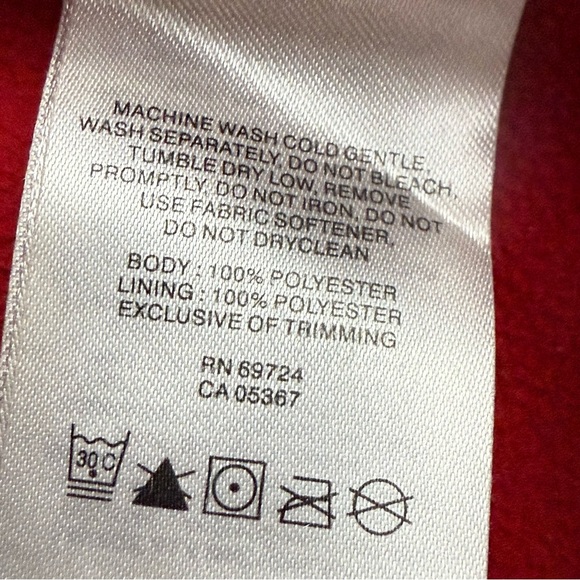 MACHINE WASH COLD GENTLE,
WASH SEPARATELY, DO NOT BLEACH,
TUMBLE DRY LOW, REMOVE
PROMPTLY, DO NOT IRON, DO NOT
USE FABRIC SOFTENER,
DO NOT DRYCLEAN
BODY : 100% POLYESTER
LINING : 100% POLYESTER
EXCLUSIVE OF TRIMMING
RN 69724
CA 05367
30C